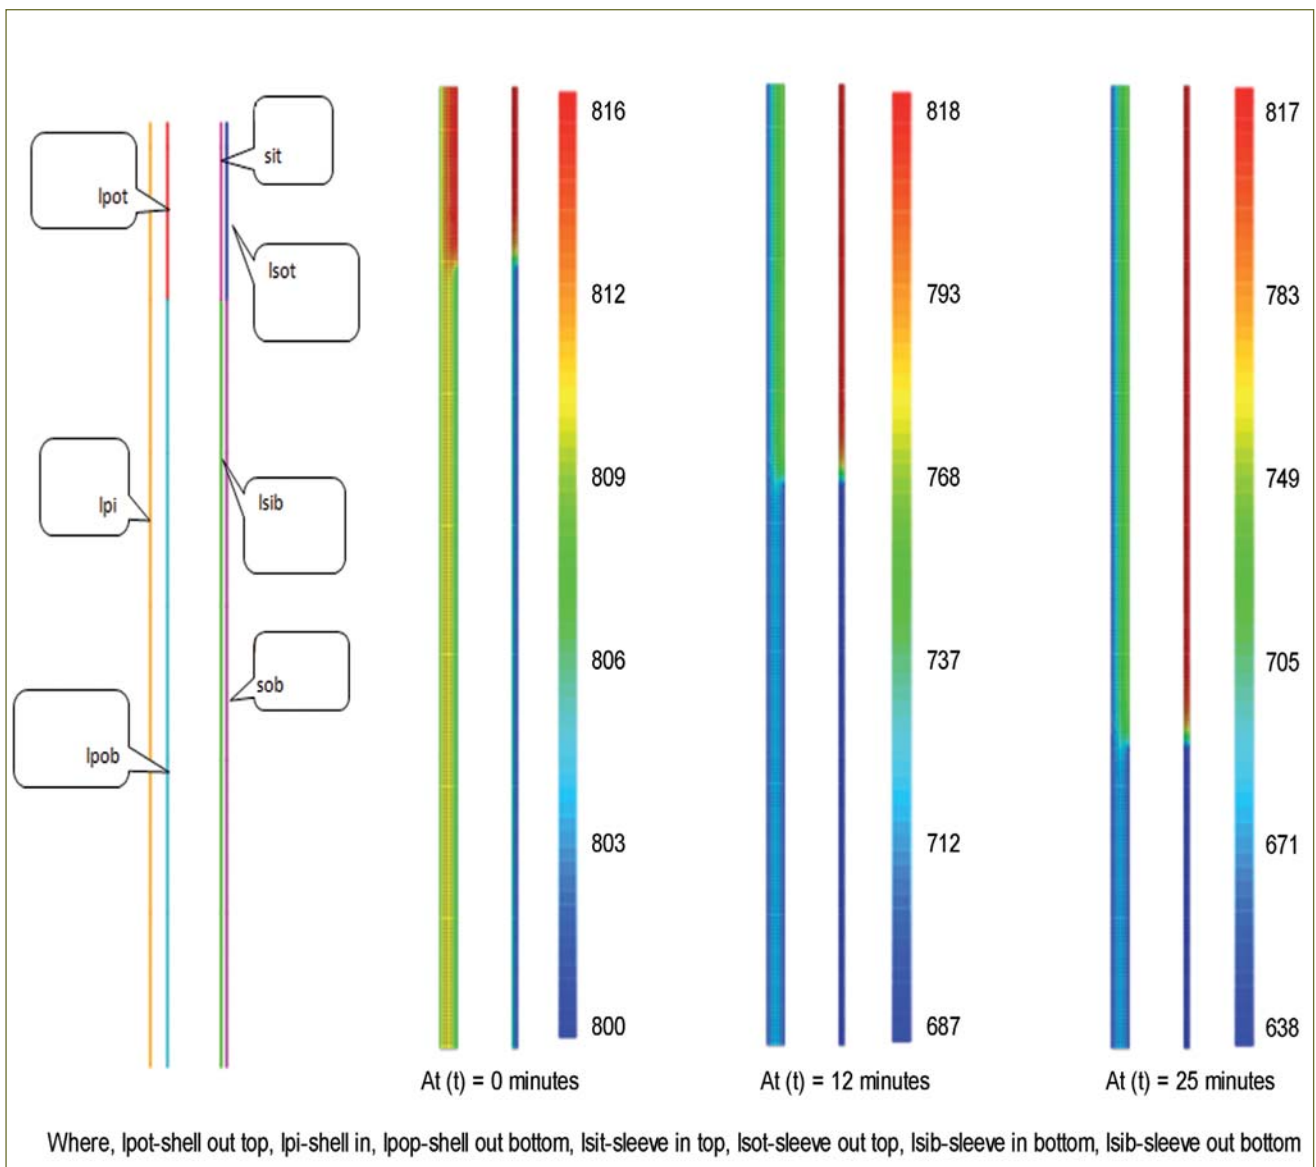 lpot
sit
lsot
lpi
lsib
sob
lpob
816
812
809
806
803
800
At (t) = 0 minutes
818
793
768
737
712
687
At (t) = 12 minutes
817
783
749
705
671
638
At (t) = 25 minutes
Where, lpot-shell out top, lpi-shell in, lpop-shell out bottom, lsit-sleeve in top, lsot-sleeve out top, lsib-sleeve in bottom, lsib-sleeve out bottom